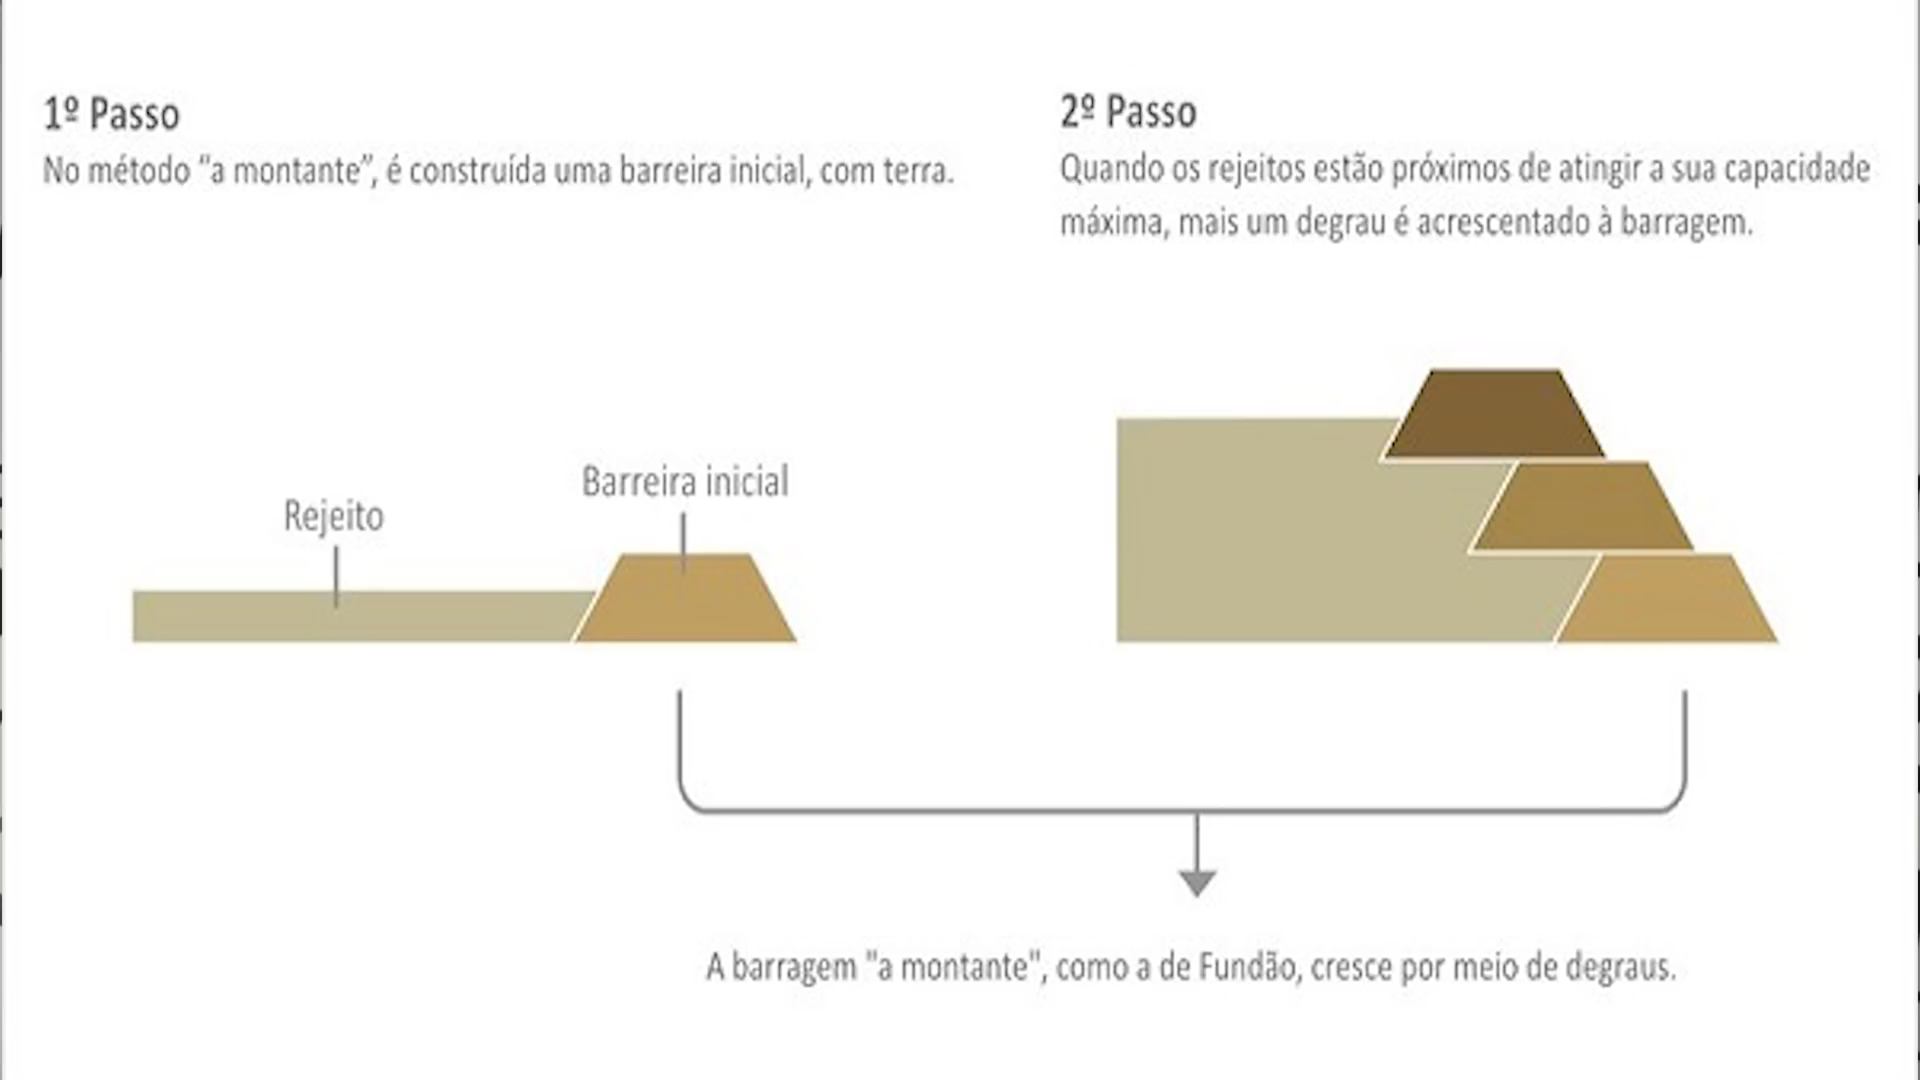 1º Passo
No método “a montante”, é construída uma barreira inicial, com terra.
2º Passo
Quando os rejeitos estão próximos de atingir a sua capacidade
máxima, mais um degrau é acrescentado à barragem.
Rejeito
Barreira inicial
A barragem "a montante", como a de Fundão, cresce por meio de degraus.